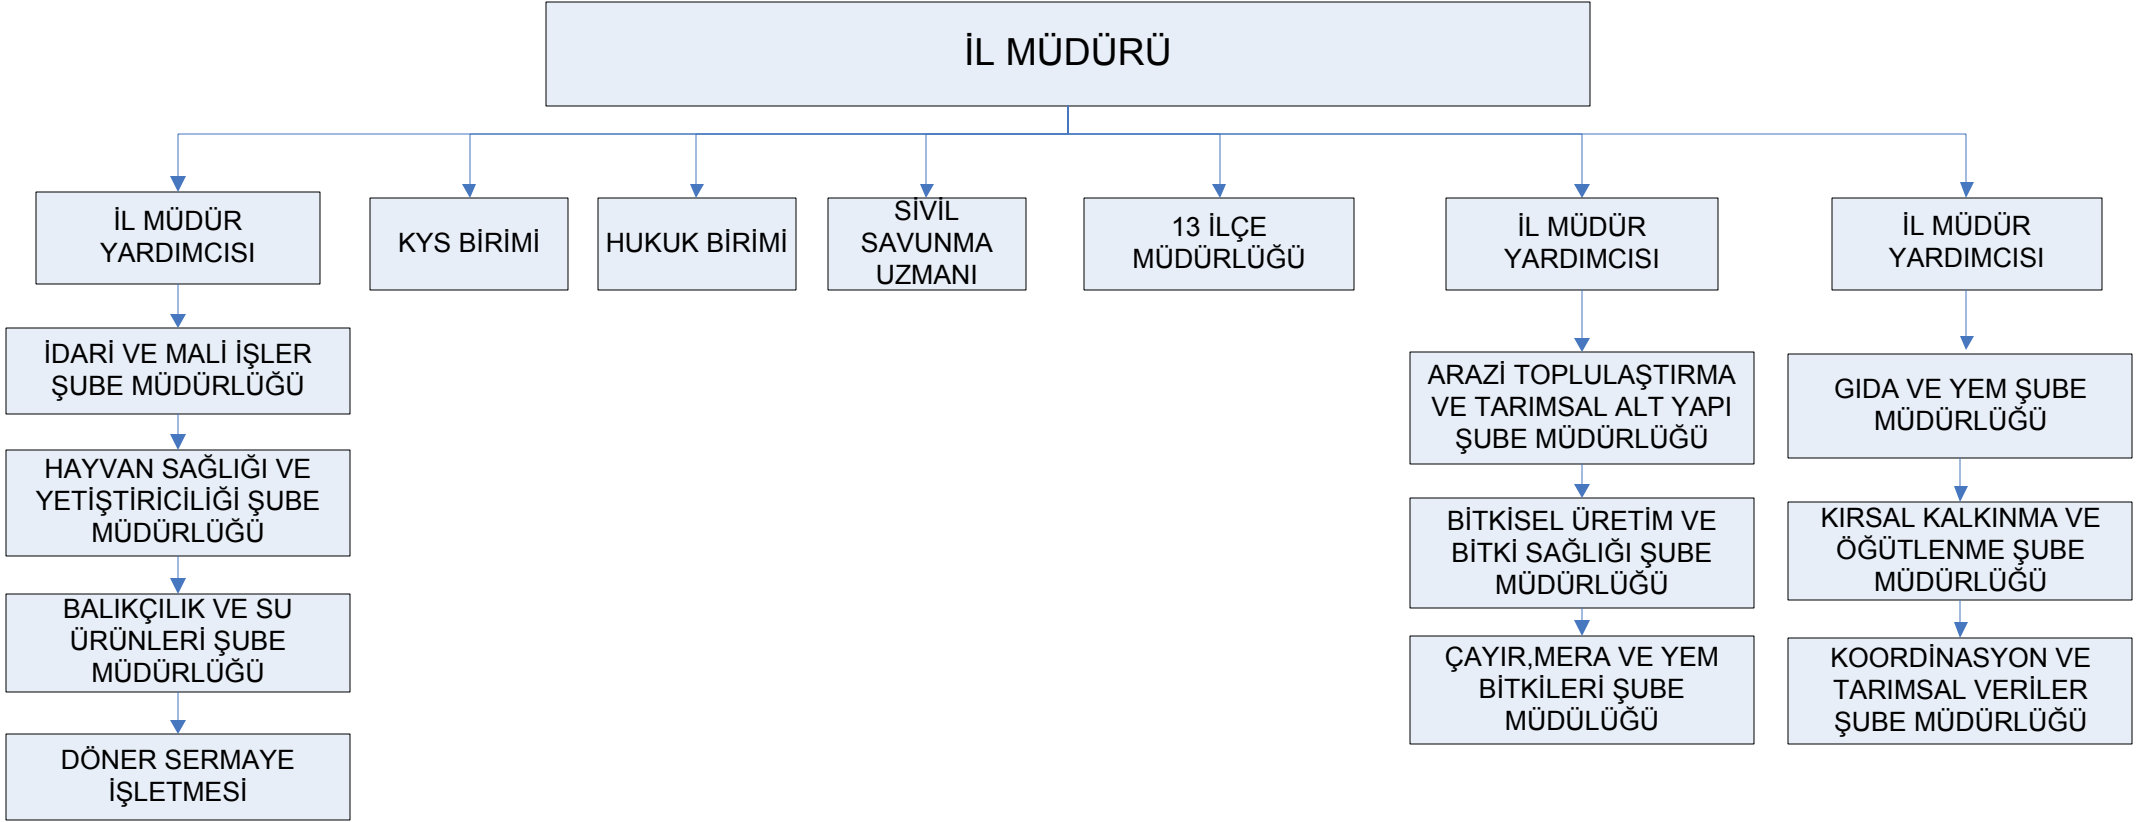 İL MÜDÜRÜ
İL MÜDÜR
YARDIMCISI
KYS BİRİMİ
HUKUK BİRİMİ
SİVİL
SAVUNMA
UZMANI
13 İLÇE
MÜDÜRLÜĞÜ
İL MÜDÜR
YARDIMCISI
İL MÜDÜR
YARDIMCISI
İDARİ VE MALİ İŞLER
ŞUBE MÜDÜRLÜĞÜ
HAYVAN SAĞLIĞI VE
YETİŞTİRİCİLİĞİ ŞUBE
MÜDÜRLÜĞÜ
BALIKÇILIK VE SU
ÜRÜNLERİ ŞUBE
MÜDÜRLÜĞÜ
DÖNER SERMAYE
İŞLETMESİ
ARAZİ TOPLULAŞTIRMA
VE TARIMSAL ALT YAPI
ŞUBE MÜDÜRLÜĞÜ
BİTKİSEL ÜRETİM VE
BİTKİ SAĞLIĞI ŞUBE
MÜDÜRLÜĞÜ
ÇAYIR,MERA VE YEM
BİTKİLERİ ŞUBE
MÜDÜLÜĞÜ
GIDA VE YEM ŞUBE
MÜDÜRLÜĞÜ
KIRSAL KALKINMA VE
ÖĞÜTLENME ŞUBE
MÜDÜRLÜĞÜ
KOORDİNASYON VE
TARIMSAL VERİLER
ŞUBE MÜDÜRLÜĞÜ